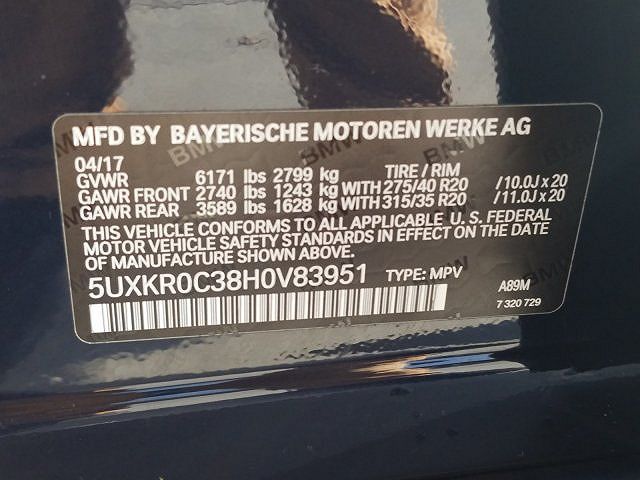 MFD BY BAYERISCHE MOTOREN WERKE AG
04/17 TIRE / RIM
GVWR 6171 lbs 2799 kg
GAWR FRONT 2740 lbs 1243 kg WITH 275/40 R20 /10.0J x 20
GAWR REAR 3589 lbs 1628 kg WITH 315/35 R20 /11.0J x 20
THIS VEHICLE CONFORMS TO ALL APPLICABLE U. S. FEDERAL
MOTOR VEHICLE SAFETY STANDARDS IN EFFECT ON THE DATE
OF MANUFACTURE SHOWN ABOVE.
5UXKR0C38H0V83951 TYPE: MPV A89M
7 320 729